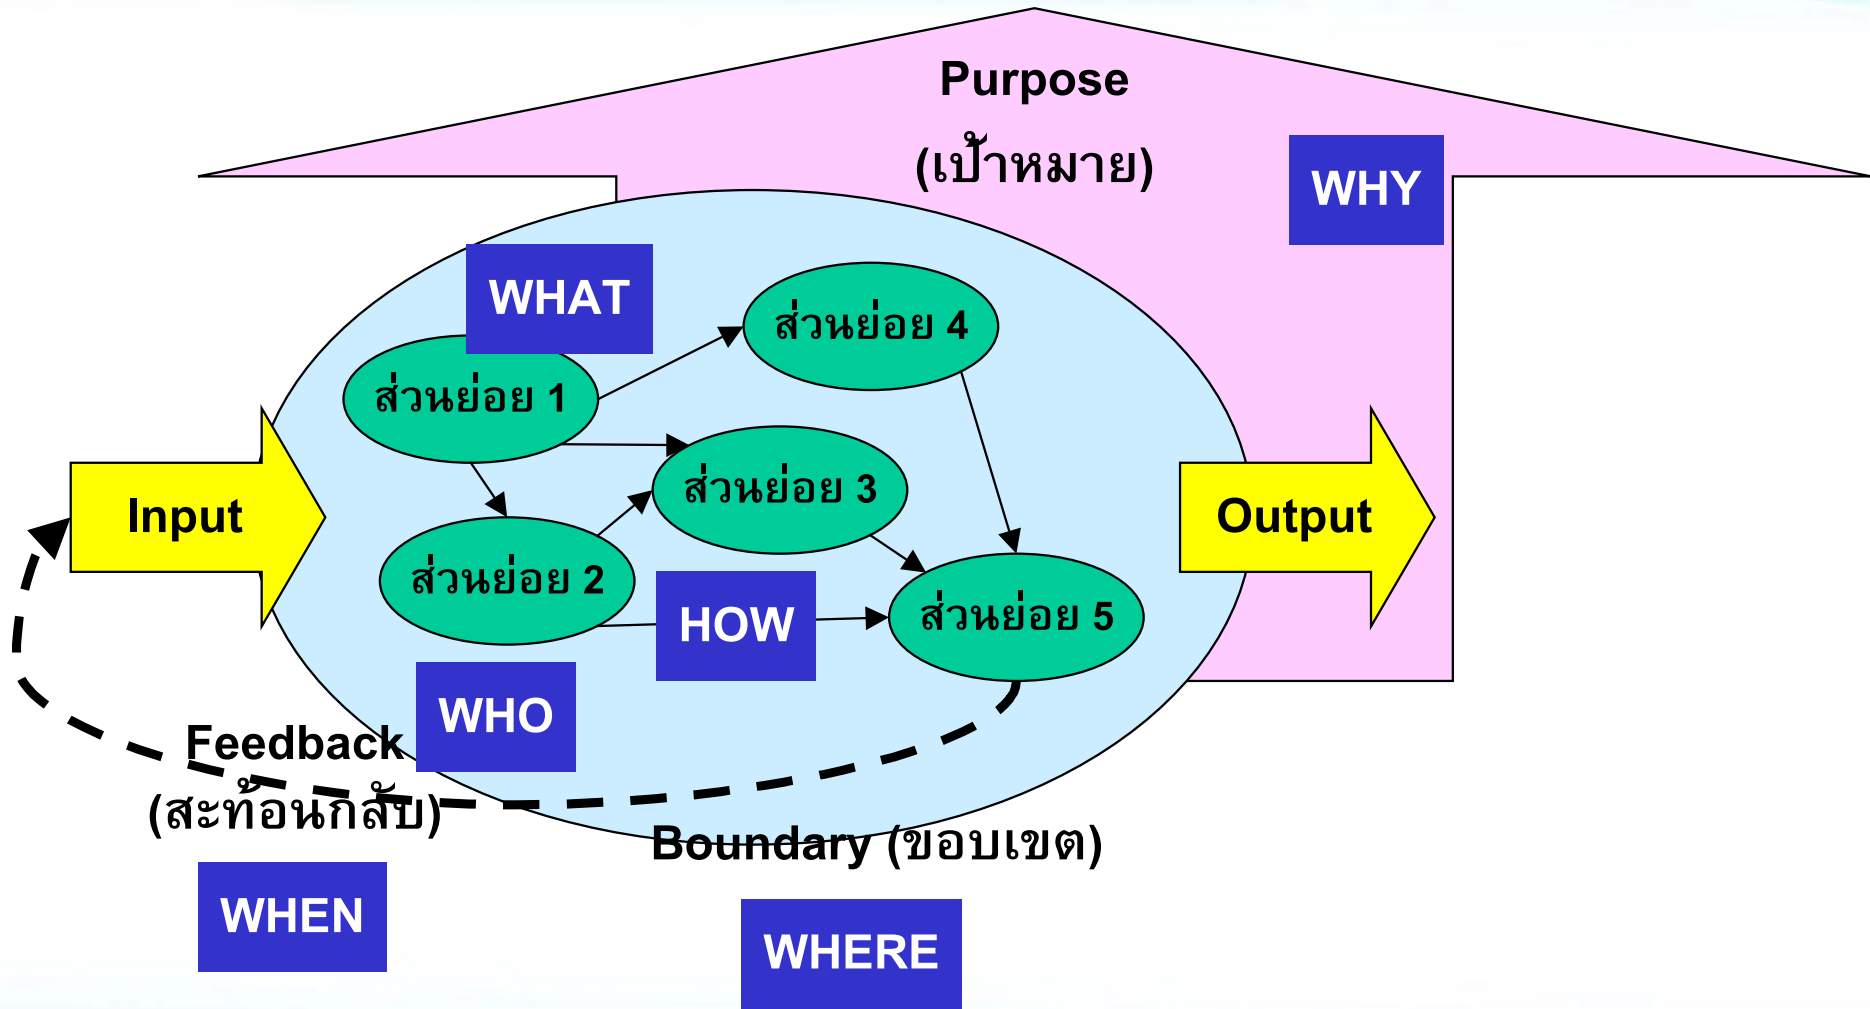 Purpose
(เป้าหมาย)
WHY
WHAT
ส่วนย่อย 4
ส่วนย่อย 1
ส่วนย่อย 3
Input
Output
ส่วนย่อย 2
HOW
ส่วนย่อย 5
WHO
Feedback
(สะท้อนกลับ)
Boundary (ขอบเขต)
WHEN
WHERE